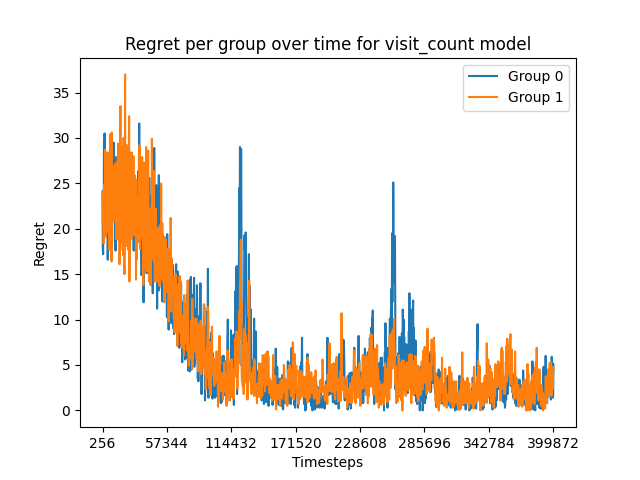 Regret per group over time for visit_count model
Group 0
Group 1
35
30
25
20
15
10
5
0
Regret
256 57344 114432 171520 228608 285696 342784 399872
Timesteps